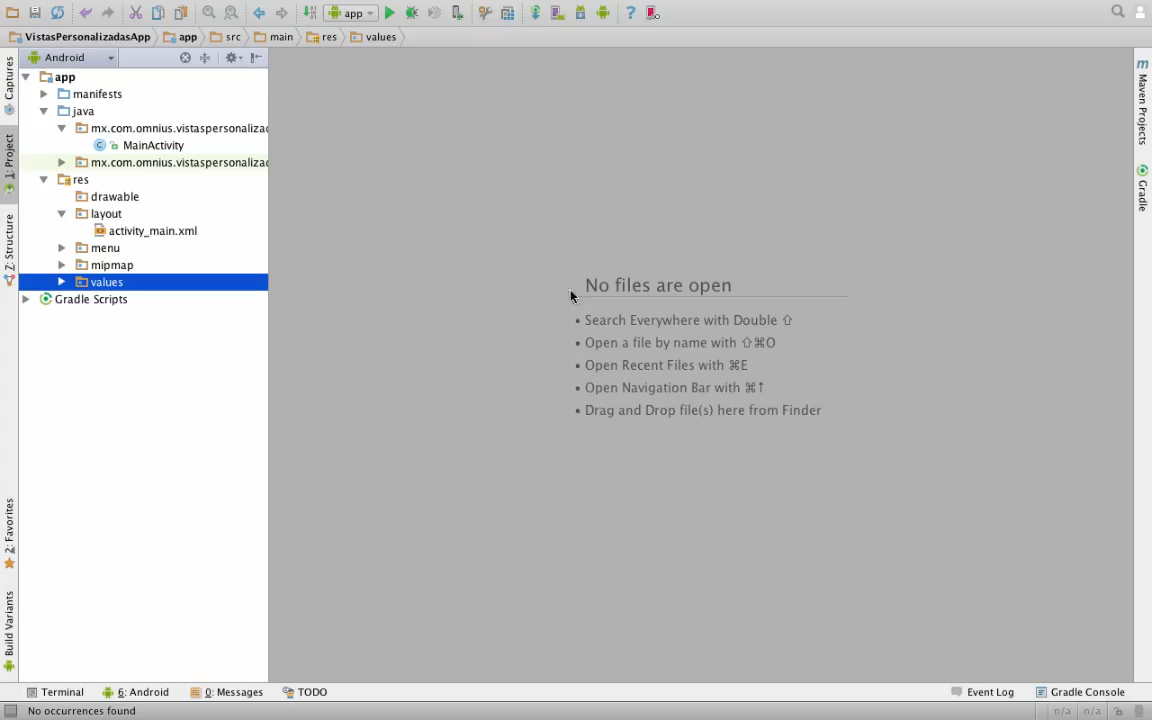 app
VistasPersonalizadasApp app src main res values
Android
app
manifests
java
mx.com.omnius.vistaspersonalizad
MainActivity
mx.com.omnius.vistaspersonalizad
res
drawable
layout
activity_main.xml
menu
mipmap
values
Gradle Scripts
Captures
1: Project
Z: Structure
2: Favorites
Build Variants
No files are open
• Search Everywhere with Double ⇧
• Open a file by name with ⇧⌘O
• Open Recent Files with ⌘E
• Open Navigation Bar with ⌘↑
• Drag and Drop file(s) here from Finder
m Maven Projects
Gradle
Terminal 6: Android 0: Messages TODO Event Log Gradle Console
No occurrences found n/a n/a